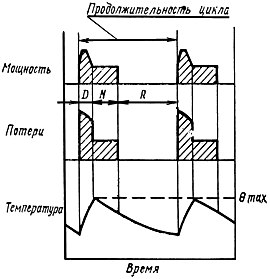 Продолжительность цикла
Мощность
D N R
Потери
Θ max
Температура
Время